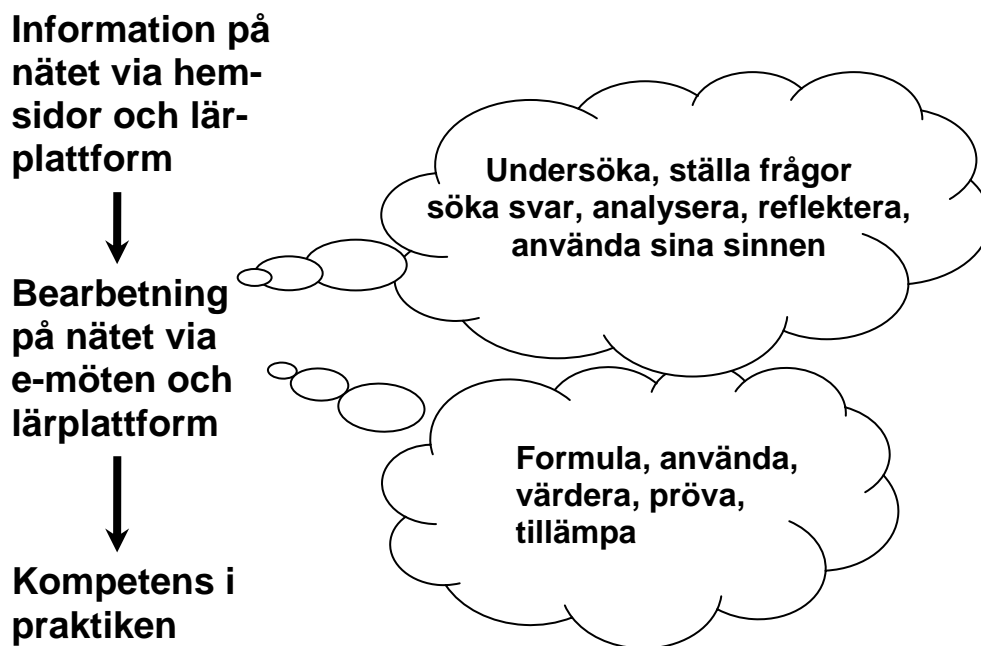 Information på
nätet via hem-
sidor och lär-
plattform
Undersöka, ställa frågor
söka svar, analysera, reflektera,
använda sina sinnen
Bearbetning
på nätet via
e-möten och
lärplattform
Formula, använda,
värdera, pröva,
tillämpa
Kompetens i
praktiken